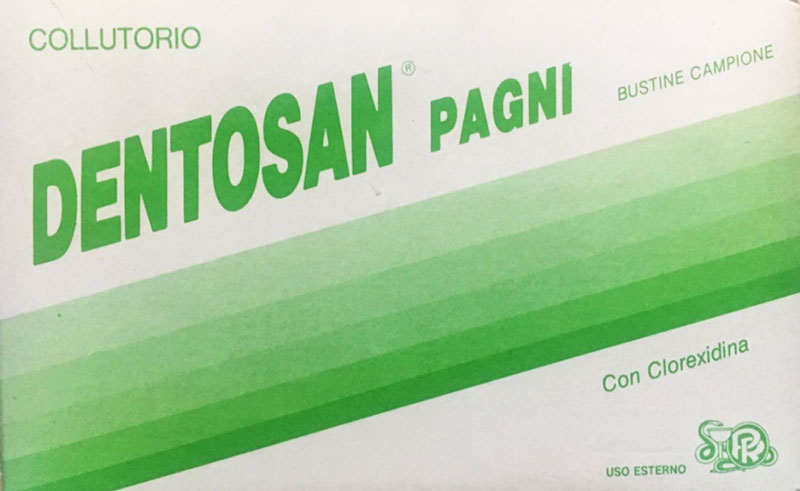 COLLUTORIO
DENTOSAN® PAGNI
BUSTINE CAMPIONE
Con Clorexidina
USO ESTERNO